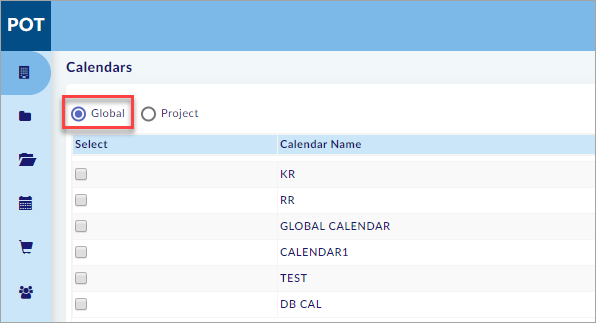 POT
Calendars
Global Project
Select Calendar Name
KR
RR
GLOBAL CALENDAR
CALENDAR1
TEST
DB CAL